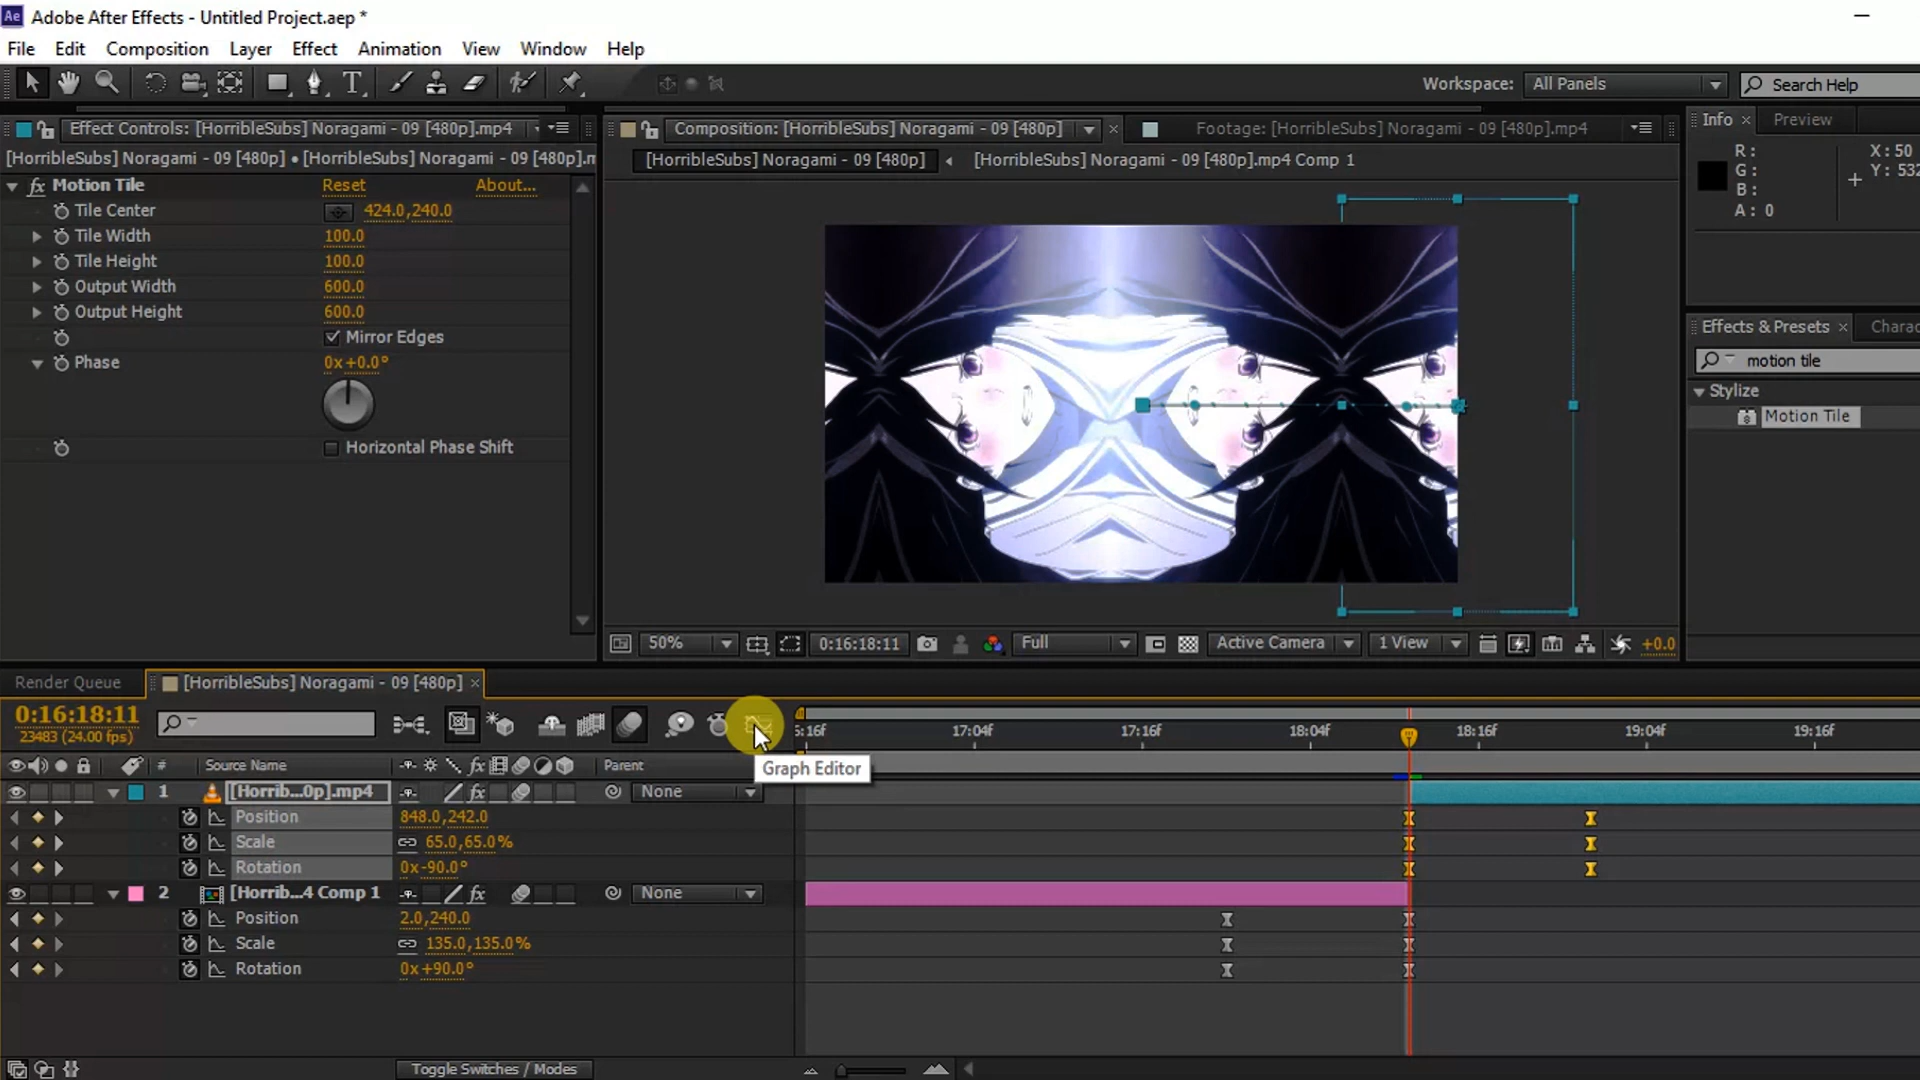 Ae Adobe After Effects - Untitled Project.aep *
File Edit Composition Layer Effect Animation View Window Help
Workspace: All Panels Search Help
Effect Controls: [HorribleSubs] Noragami - 09 [480p].mp4
Composition: [HorribleSubs] Noragami - 09 [480p] ×
Footage: [HorribleSubs] Noragami - 09 [480p].mp4
Info × Preview
[HorribleSubs] Noragami - 09 [480p] • [HorribleSubs] Noragami - 09 [480p].m
[HorribleSubs] Noragami - 09 [480p]
[HorribleSubs] Noragami - 09 [480p].mp4 Comp 1
R: X:50
G: Y: 532
B:
A: 0
fx Motion Tile Reset About...
Tile Center 424.0,240.0
Tile Width 100.0
Tile Height 100.0
Output Width 600.0
Output Height 600.0
Mirror Edges
Phase 0x+0.0°
Horizontal Phase Shift
Effects & Presets × Charac
motion tile
Stylize
Motion Tile
50% 0:16:18:11 Full Active Camera 1 View +0.0
Render Queue [HorribleSubs] Noragami - 09 [480p] ×
0:16:18:11
23483 (24.00 fps)
5:16f 17:04f 17:16f 18:04f 18:16f 19:04f 19:16f
# Source Name fx Parent
Graph Editor
1 [Horrib...0p].mp4 fx None
Position 848.0,242.0
Scale 65.0,65.0%
Rotation 0x-90.0°
2 [Horrib...4 Comp 1 fx None
Position 2.0,240.0
Scale 135.0,135.0%
Rotation 0x+90.0°
Toggle Switches / Modes